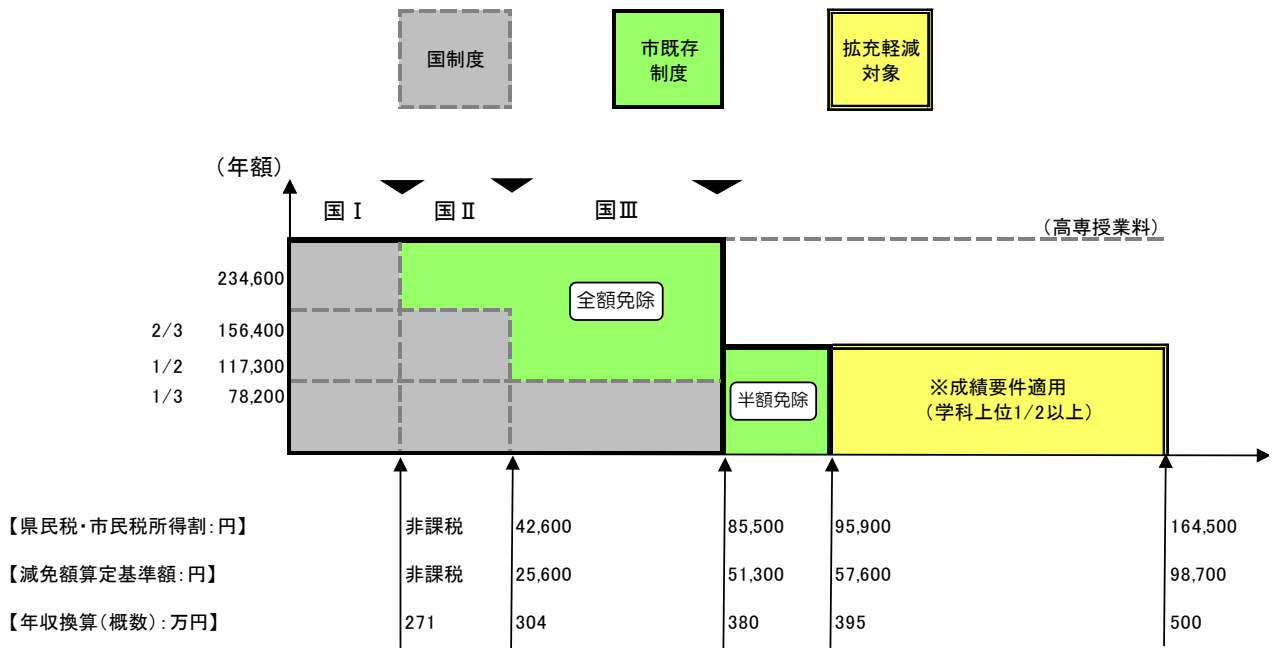 国制度
市既存
制度
拡充軽減
対象
（年額）
国Ⅰ
国Ⅱ
国Ⅲ
（高専授業料）
234,600
全額免除
2/3 156,400
1/2 117,300
1/3 78,200
半額免除
※成績要件適用
（学科上位1/2以上）
【県民税・市民税所得割：円】 非課税 42,600 85,500 95,900 164,500
【減免額算定基準額：円】 非課税 25,600 51,300 57,600 98,700
【年収換算（概数）：万円】 271 304 380 395 500